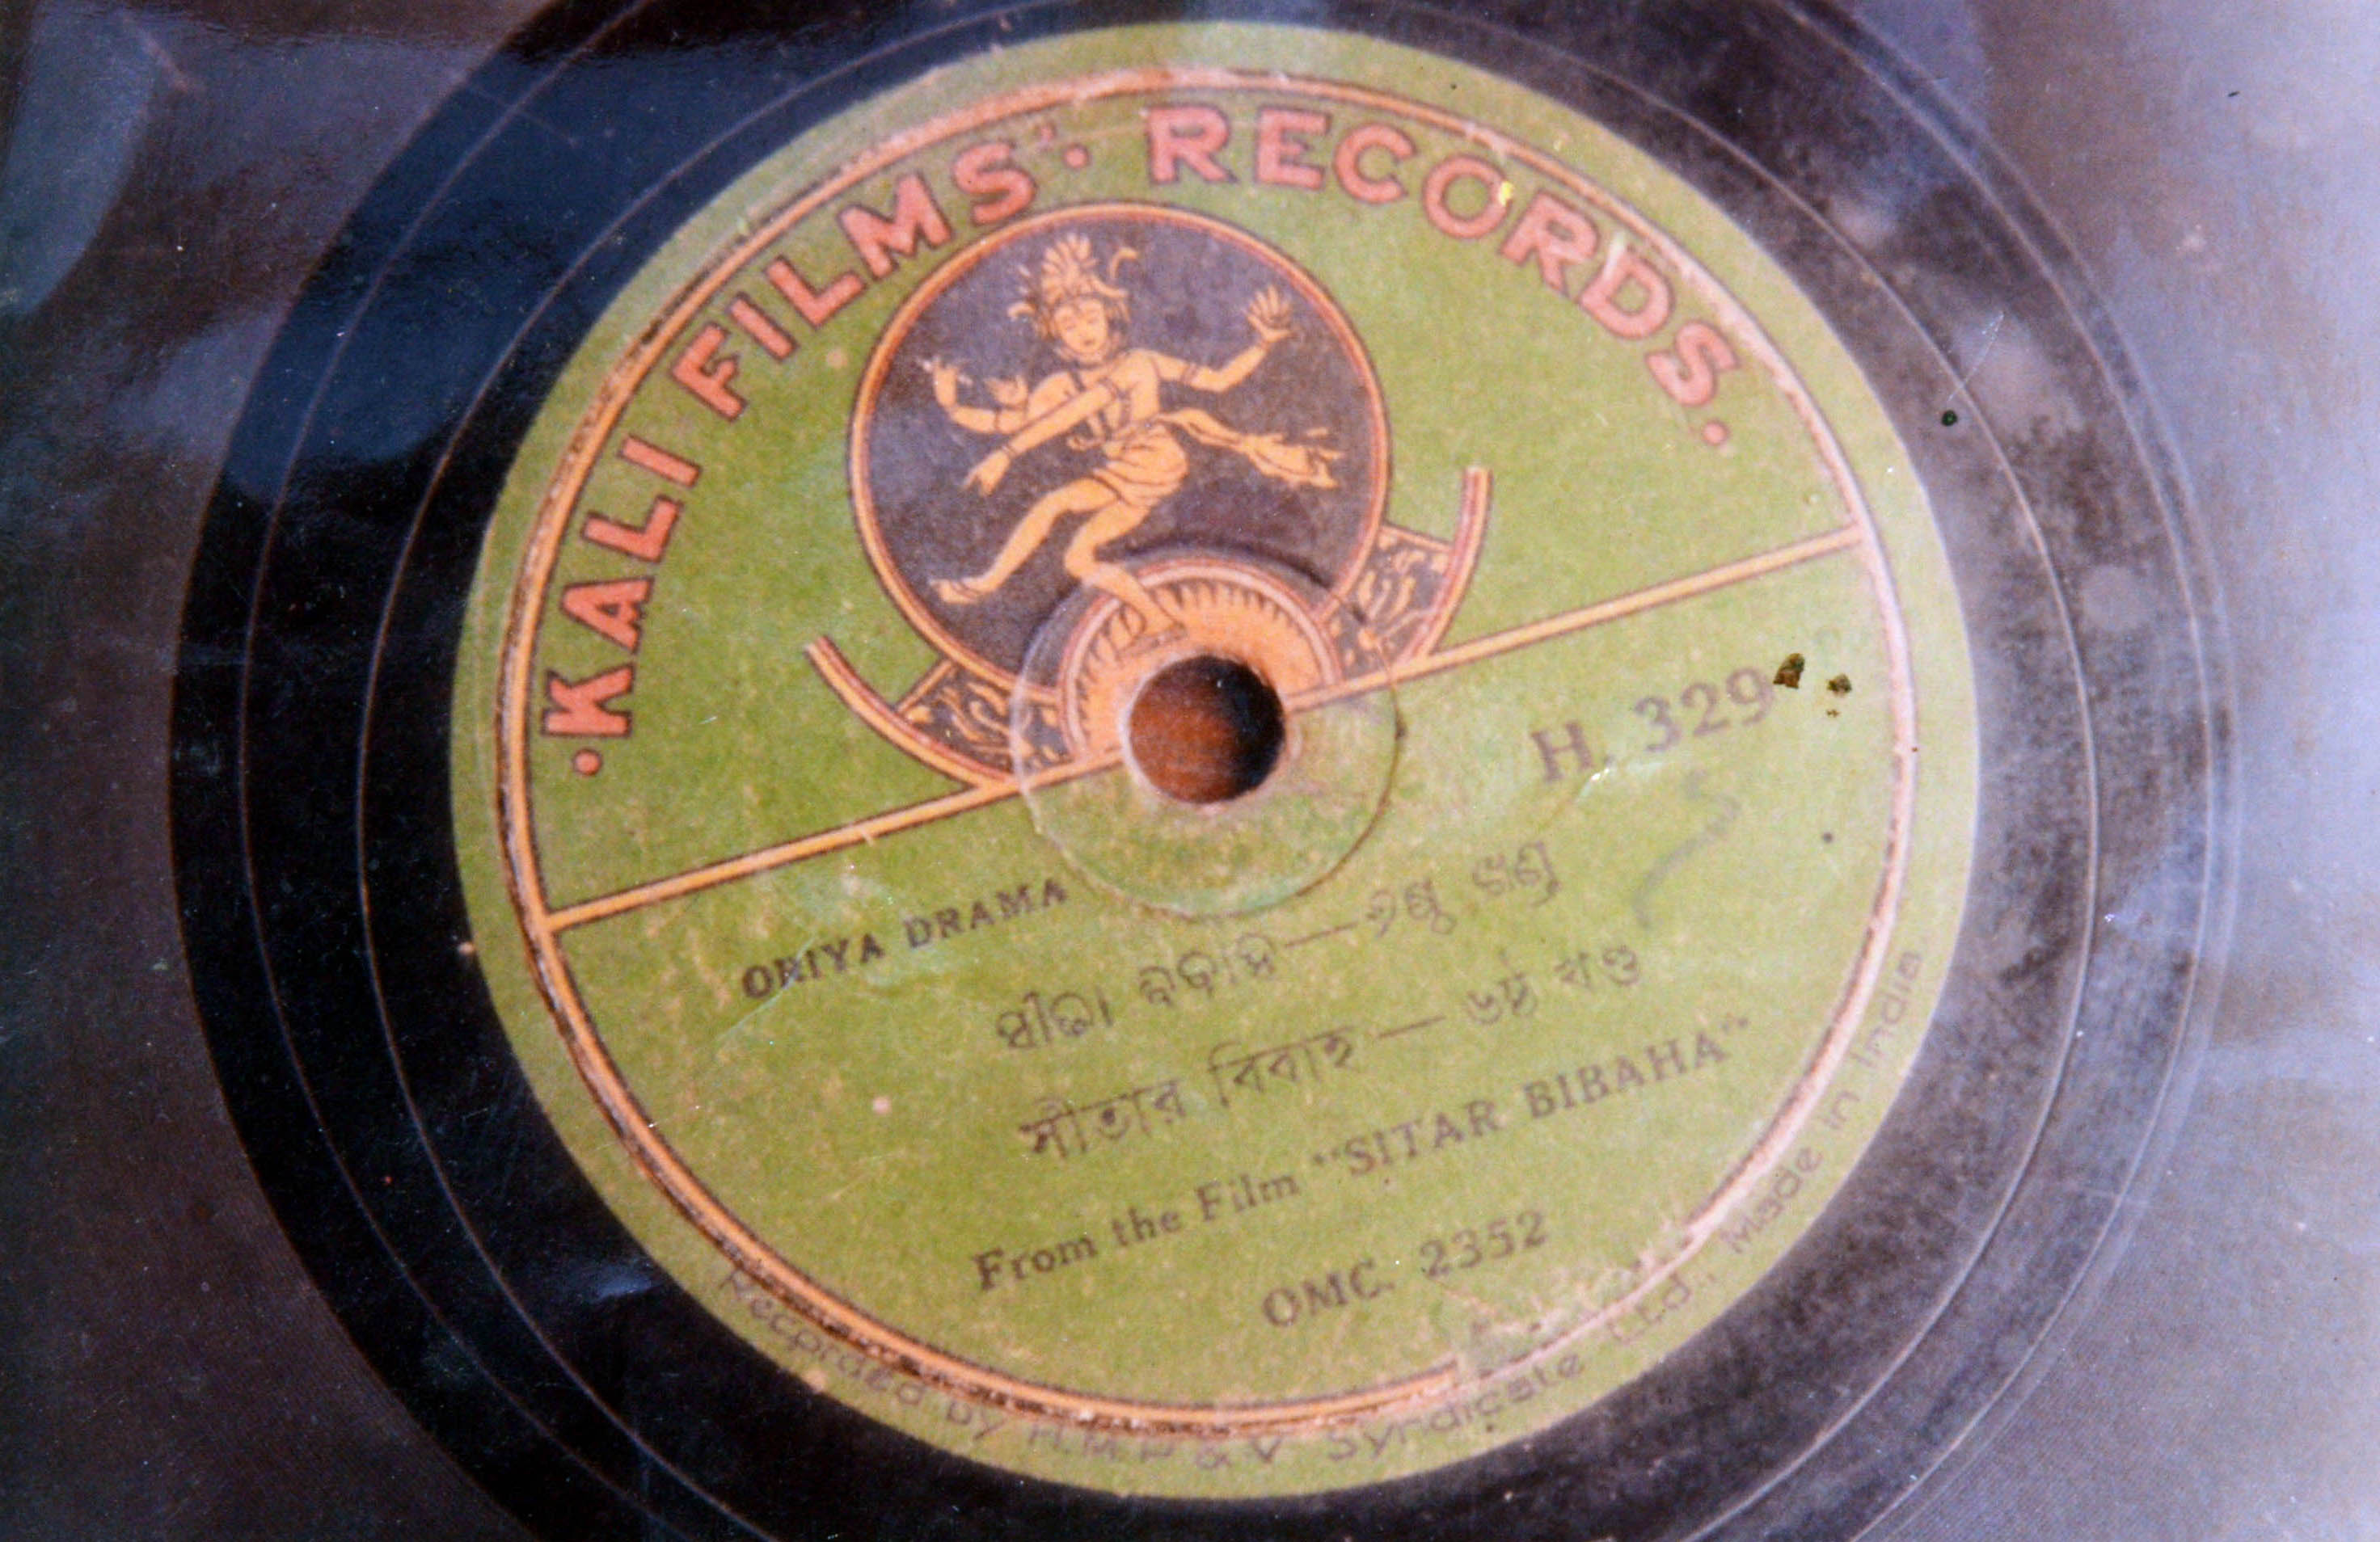 ·KALI FILMS'· RECORDS·
H. 329
ORIYA DRAMA
ସୀତା ବିବାହ—୬ଷ୍ଠ ଖଣ୍ଡ
সীতার বিবাহ—৬ষ্ঠ খণ্ড
From the Film "SITAR BIBAHA"
OMC. 2352
Recorded by H.M.P & V Syndicate Ltd., Made in India